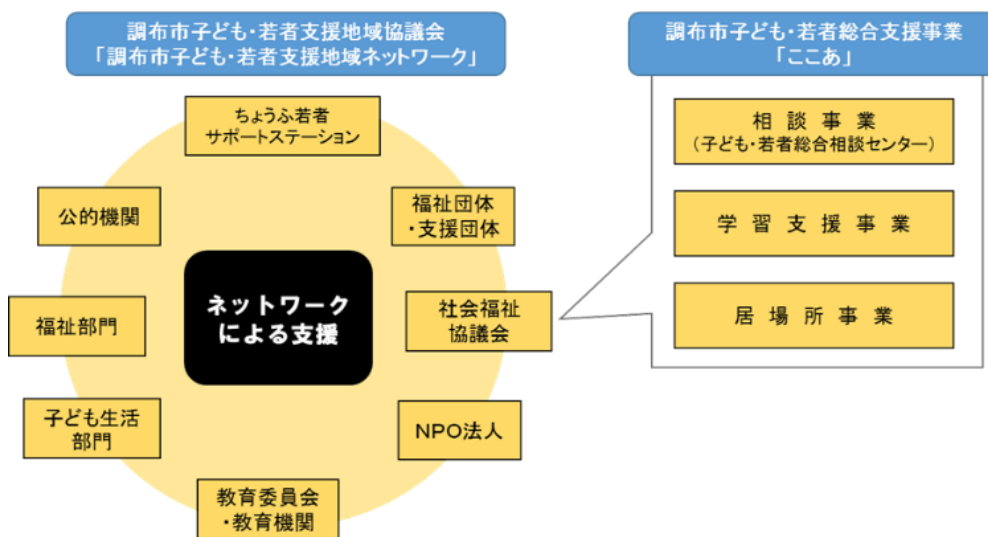 調布市子ども・若者支援地域協議会
「調布市子ども・若者支援地域ネットワーク」
ちょうふ若者
サポートステーション
福祉団体
・支援団体
社会福祉
協議会
NPO法人
教育委員会
・教育機関
子ども生活
部門
福祉部門
公的機関
ネットワーク
による支援
調布市子ども・若者総合支援事業
「ここあ」
相談事業
(子ども・若者総合相談センター)
学習支援事業
居場所事業